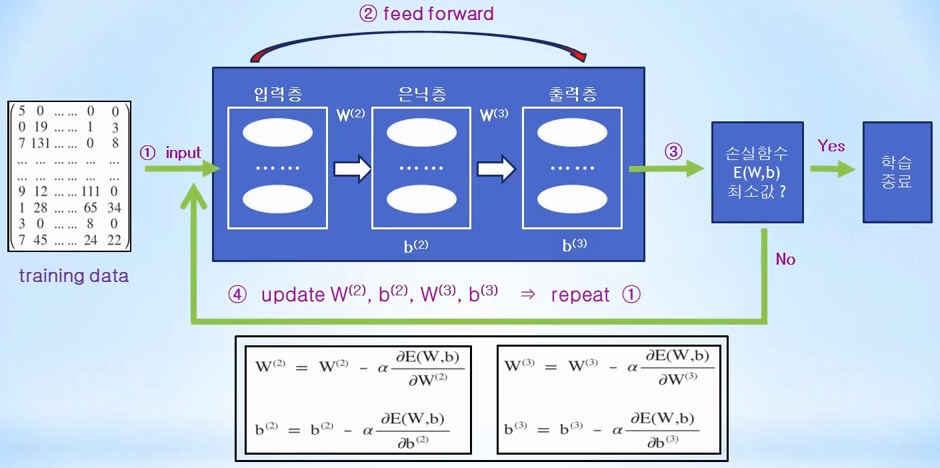 ② feed forward
5 0 ... ... 0 0
0 19 ... ... 1 3
7 131 ... ... 0 8
... ... ... ... ... ...
... ... ... ... ... ...
9 12 ... ... 111 0
1 28 ... ... 65 34
3 0 ... ... 8 0
7 45 ... ... 24 22
training data
① input
입력층
......
W⁽²⁾
은닉층
......
b⁽²⁾
W⁽³⁾
출력층
......
b⁽³⁾
③
손실함수
E(W,b)
최소값 ?
Yes
학습
종료
No
④ update W⁽²⁾, b⁽²⁾, W⁽³⁾, b⁽³⁾ ⇒ repeat ①
W⁽²⁾ = W⁽²⁾ - α ∂E(W,b)/∂W⁽²⁾
b⁽²⁾ = b⁽²⁾ - α ∂E(W,b)/∂b⁽²⁾
W⁽³⁾ = W⁽³⁾ - α ∂E(W,b)/∂W⁽³⁾
b⁽³⁾ = b⁽³⁾ - α ∂E(W,b)/∂b⁽³⁾